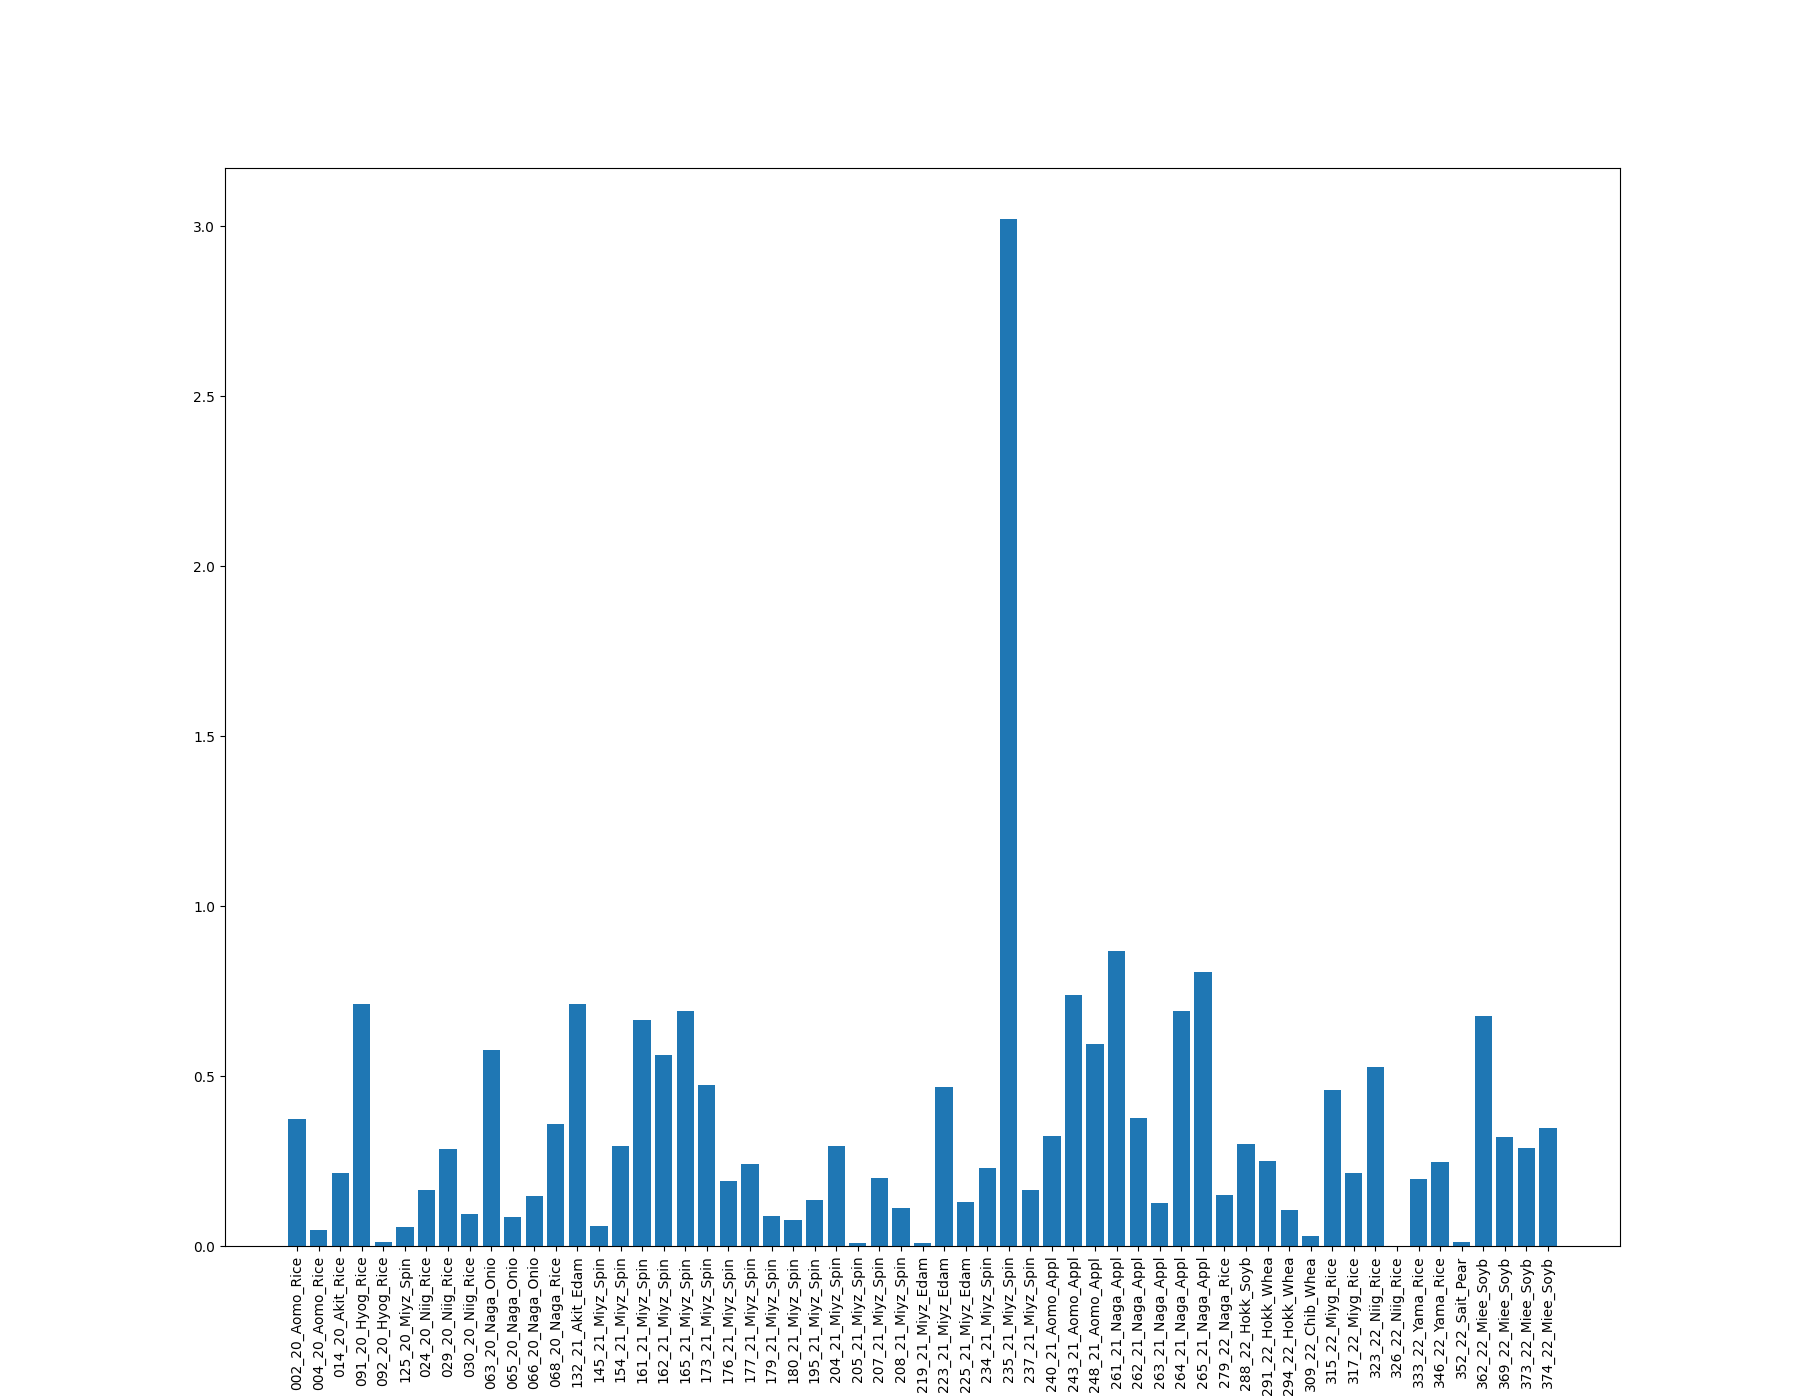 3.0
2.5
2.0
1.5
1.0
0.5
0.0
002_20_Aomo_Rice
004_20_Aomo_Rice
014_20_Akit_Rice
091_20_Hyog_Rice
092_20_Hyog_Rice
125_20_Miyz_Spin
024_20_Niig_Rice
029_20_Niig_Rice
030_20_Niig_Rice
063_20_Naga_Onio
065_20_Naga_Onio
066_20_Naga_Onio
068_20_Naga_Rice
132_21_Akit_Edam
145_21_Miyz_Spin
154_21_Miyz_Spin
161_21_Miyz_Spin
162_21_Miyz_Spin
165_21_Miyz_Spin
173_21_Miyz_Spin
176_21_Miyz_Spin
177_21_Miyz_Spin
179_21_Miyz_Spin
180_21_Miyz_Spin
195_21_Miyz_Spin
204_21_Miyz_Spin
205_21_Miyz_Spin
207_21_Miyz_Spin
208_21_Miyz_Spin
219_21_Miyz_Edam
223_21_Miyz_Edam
225_21_Miyz_Edam
234_21_Miyz_Spin
235_21_Miyz_Spin
237_21_Miyz_Spin
240_21_Aomo_Appl
243_21_Aomo_Appl
248_21_Aomo_Appl
261_21_Naga_Appl
262_21_Naga_Appl
263_21_Naga_Appl
264_21_Naga_Appl
265_21_Naga_Appl
279_22_Naga_Rice
288_22_Hokk_Soyb
291_22_Hokk_Whea
294_22_Hokk_Whea
309_22_Chib_Whea
315_22_Miyg_Rice
317_22_Miyg_Rice
323_22_Niig_Rice
326_22_Niig_Rice
333_22_Yama_Rice
346_22_Yama_Rice
352_22_Sait_Pear
362_22_Miee_Soyb
369_22_Miee_Soyb
373_22_Miee_Soyb
374_22_Miee_Soyb